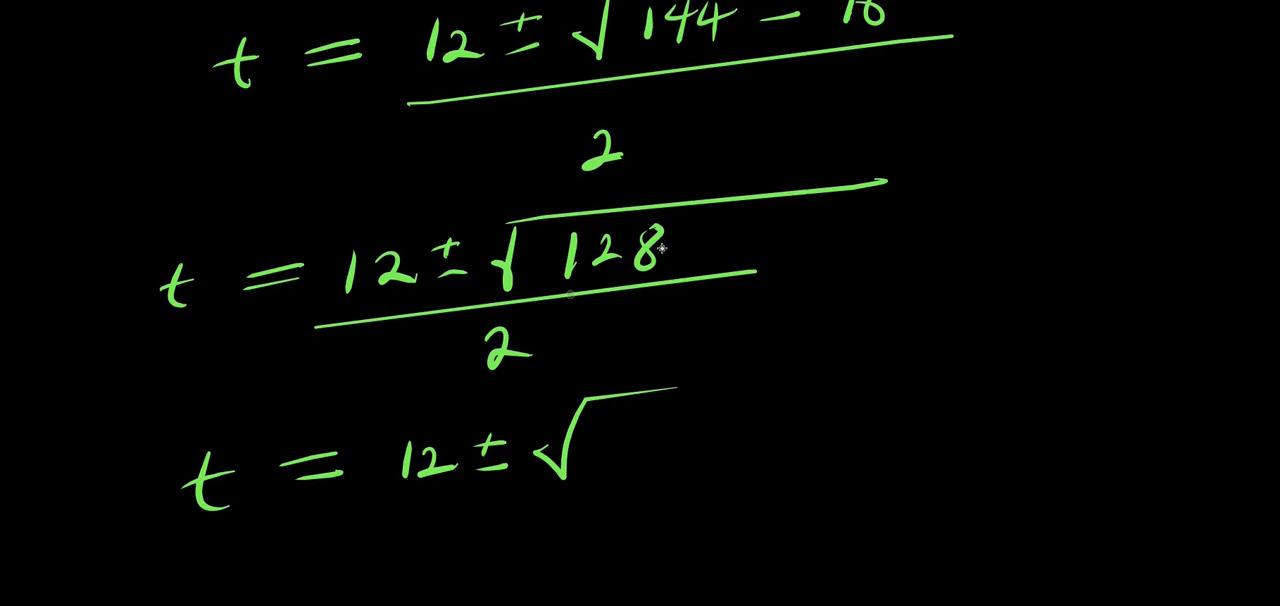 t = 12 ± √144 - 16
2
t = 12 ± √128
2
t = 12 ± √